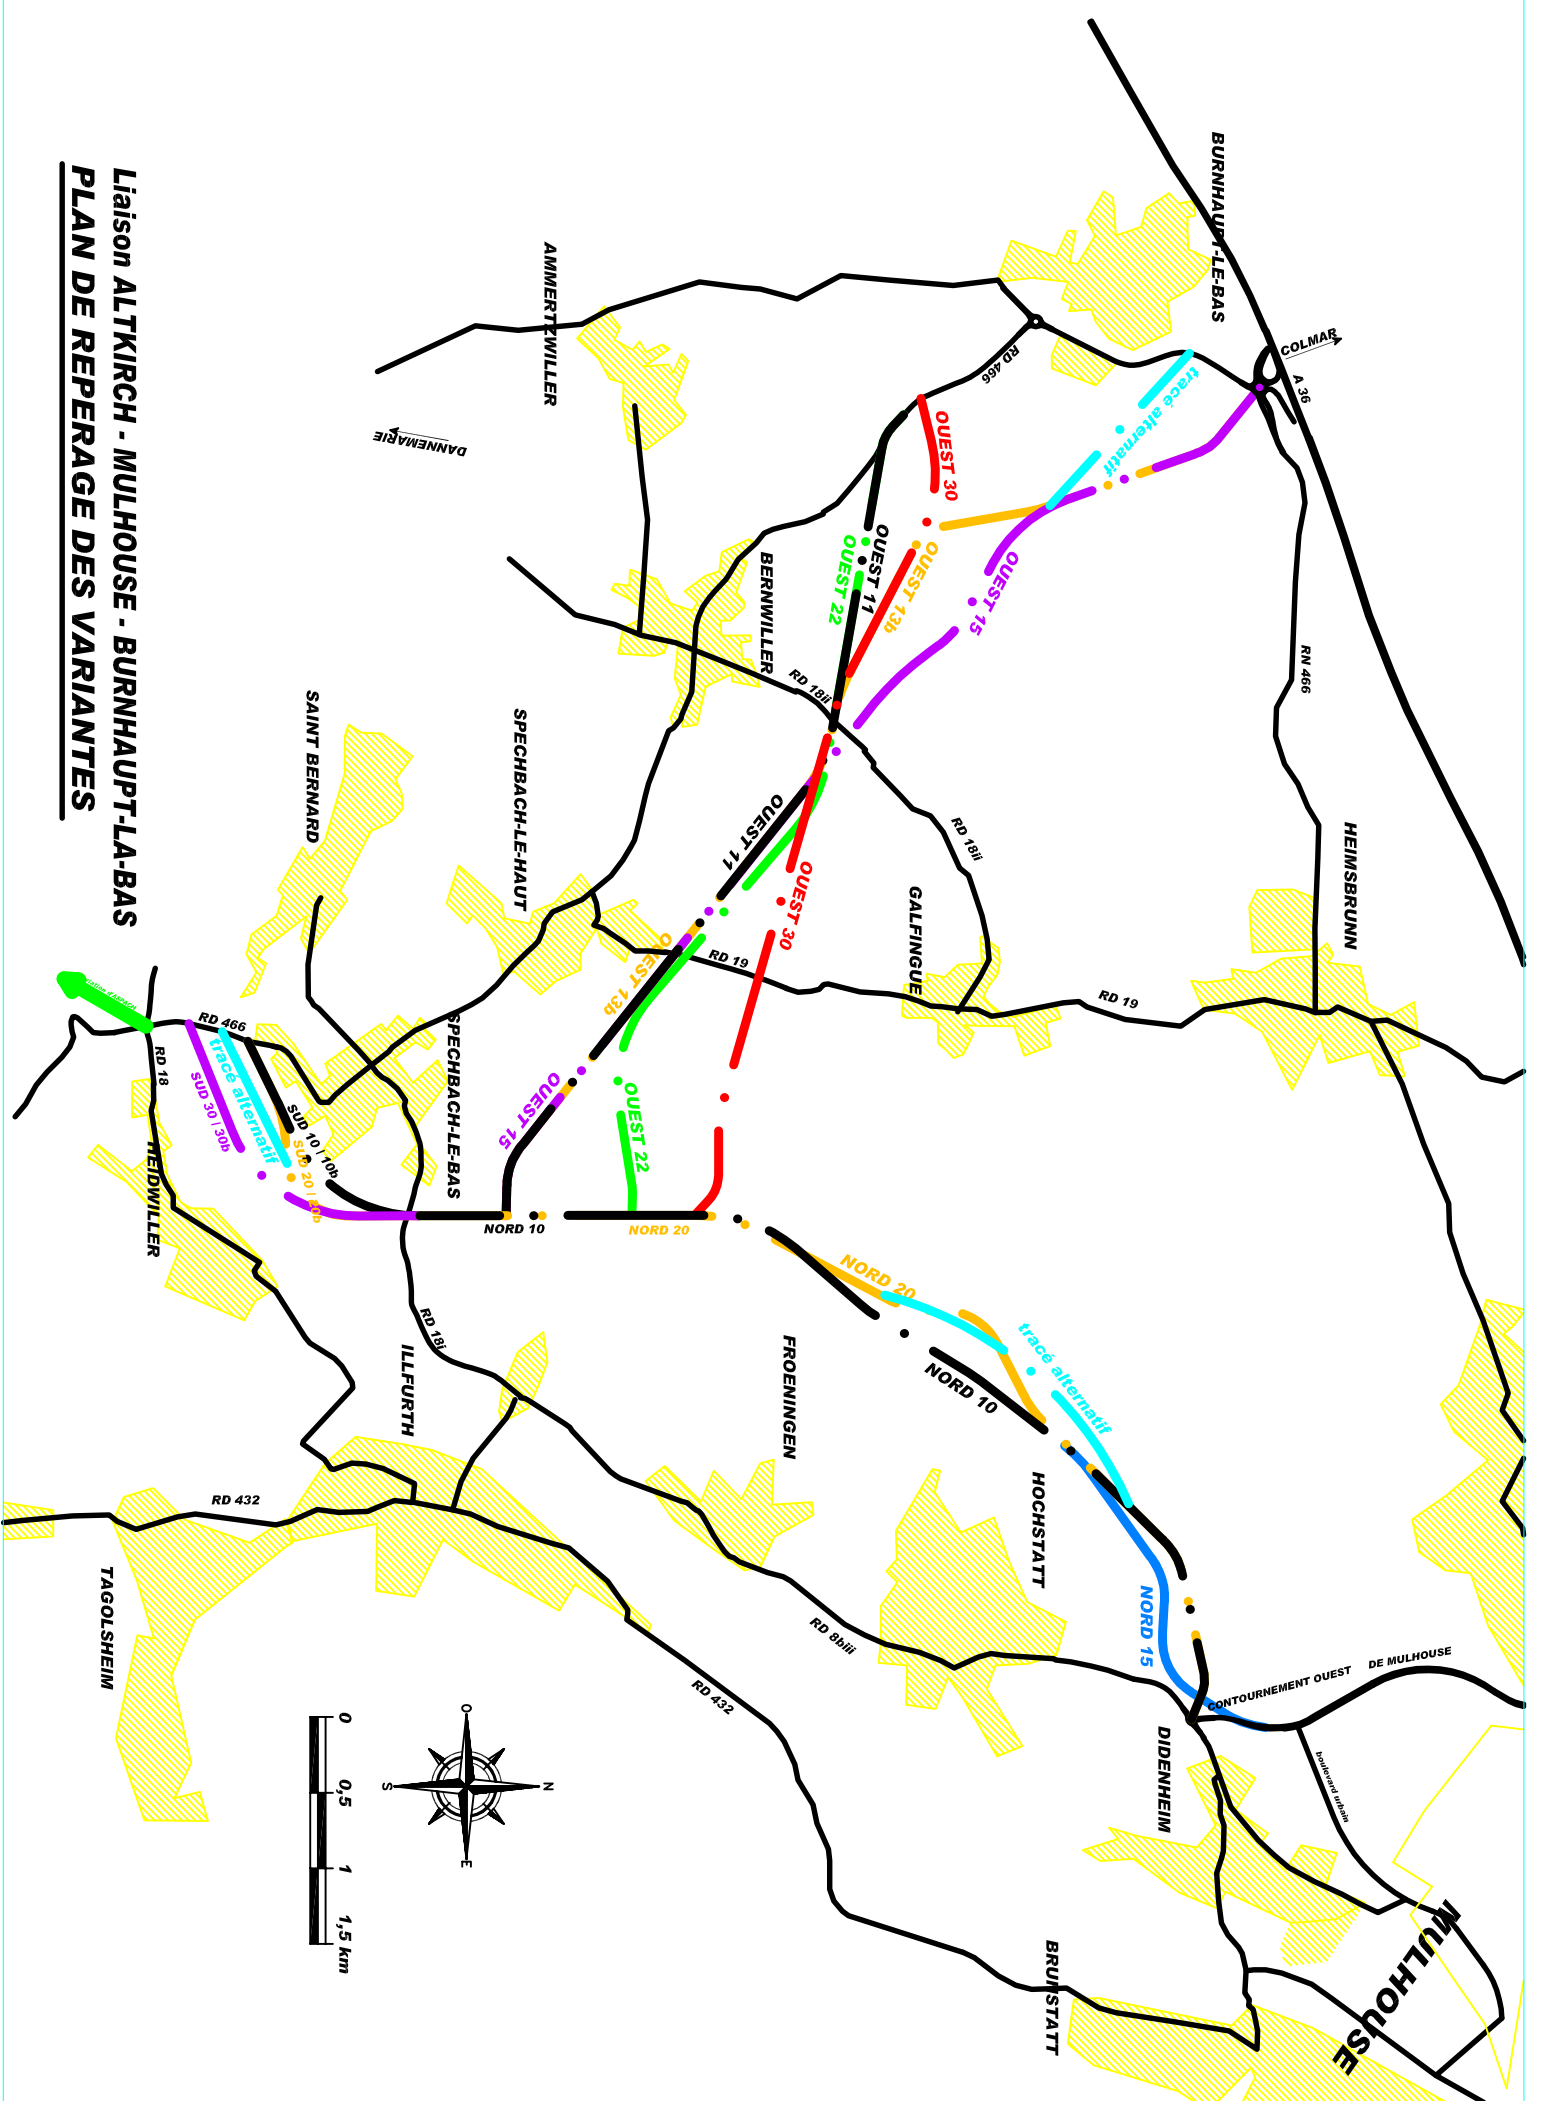 Liaison ALTKIRCH - MULHOUSE - BURNHAUPT-LA-BAS
PLAN DE REPERAGE DES VARIANTES
BURNHAUPT-LE-BAS
COLMAR
A 36
tracé alternatif
RD 466
AMMERTZWILLER
DANNEMARIE
OUEST 30
OUEST 11
OUEST 22
OUEST 13b
OUEST 15
BERNWILLER
RD 18ii
RN 466
HEIMSBRUNN
RD 18ii
GALFINGUE
SAINT BERNARD
SPECHBACH-LE-HAUT
OUEST 11
OUEST 30
OUEST 13b
RD 19
RD 19
RD 466
RD 18
SPECHBACH-LE-BAS
OUEST 15
OUEST 22
SUD 30 | 30b
tracé alternatif
SUD 10 | 10b
SUD 20 | 20b
HEIDWILLER
NORD 10
NORD 20
NORD 20
NORD 10
tracé alternatif
RD 18i
ILLFURTH
FROENINGEN
HOCHSTATT
RD 432
TAGOLSHEIM
NORD 15
RD 8biii
RD 432
CONTOURNEMENT OUEST DE MULHOUSE
boulevard urbain
DIDENHEIM
MULHOUSE
BRUNSTATT
0 0,5 1 1,5 km
O
N
S
E